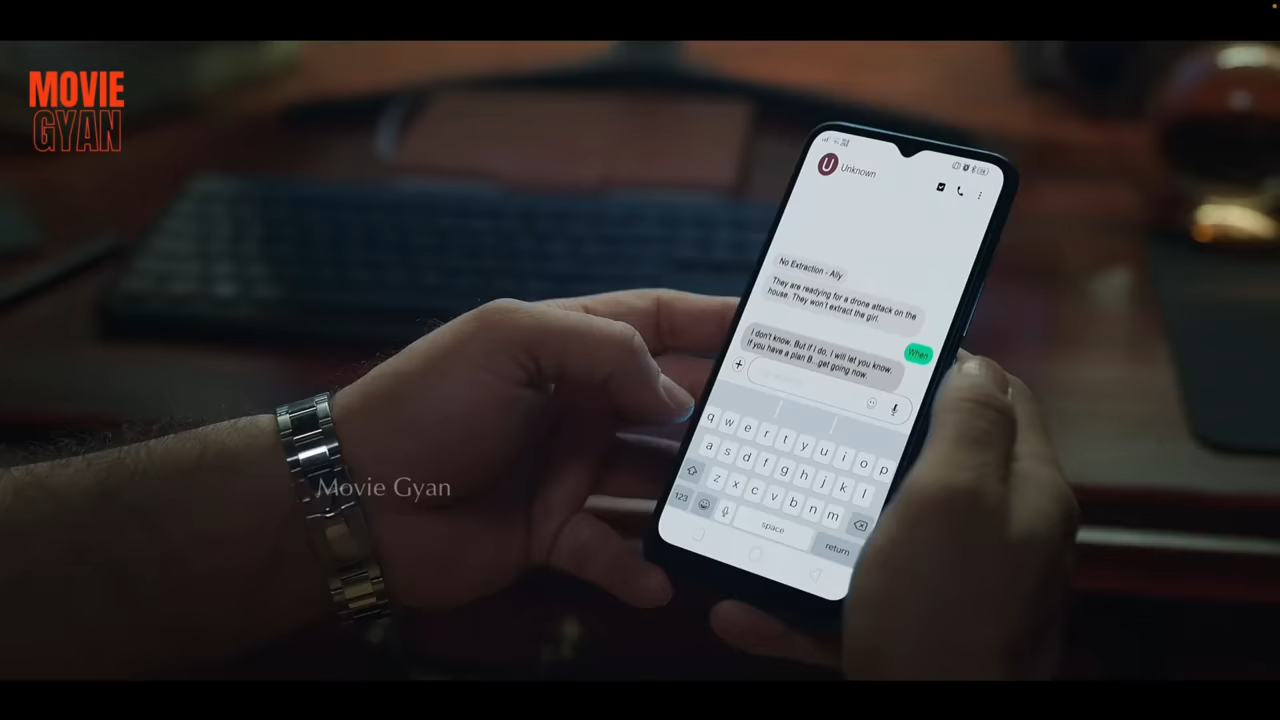 MOVIE
GYAN
U Unknown
No Extraction - Ally
They are readying for a drone attack on the
house. They won't extract the girl.
When
I don't know. But if I do, I will let you know.
If you have a plan B...get going now.
q w e r t y u i o p
a s d f g h j k l
z x c v b n m
123
space
return
Movie Gyan